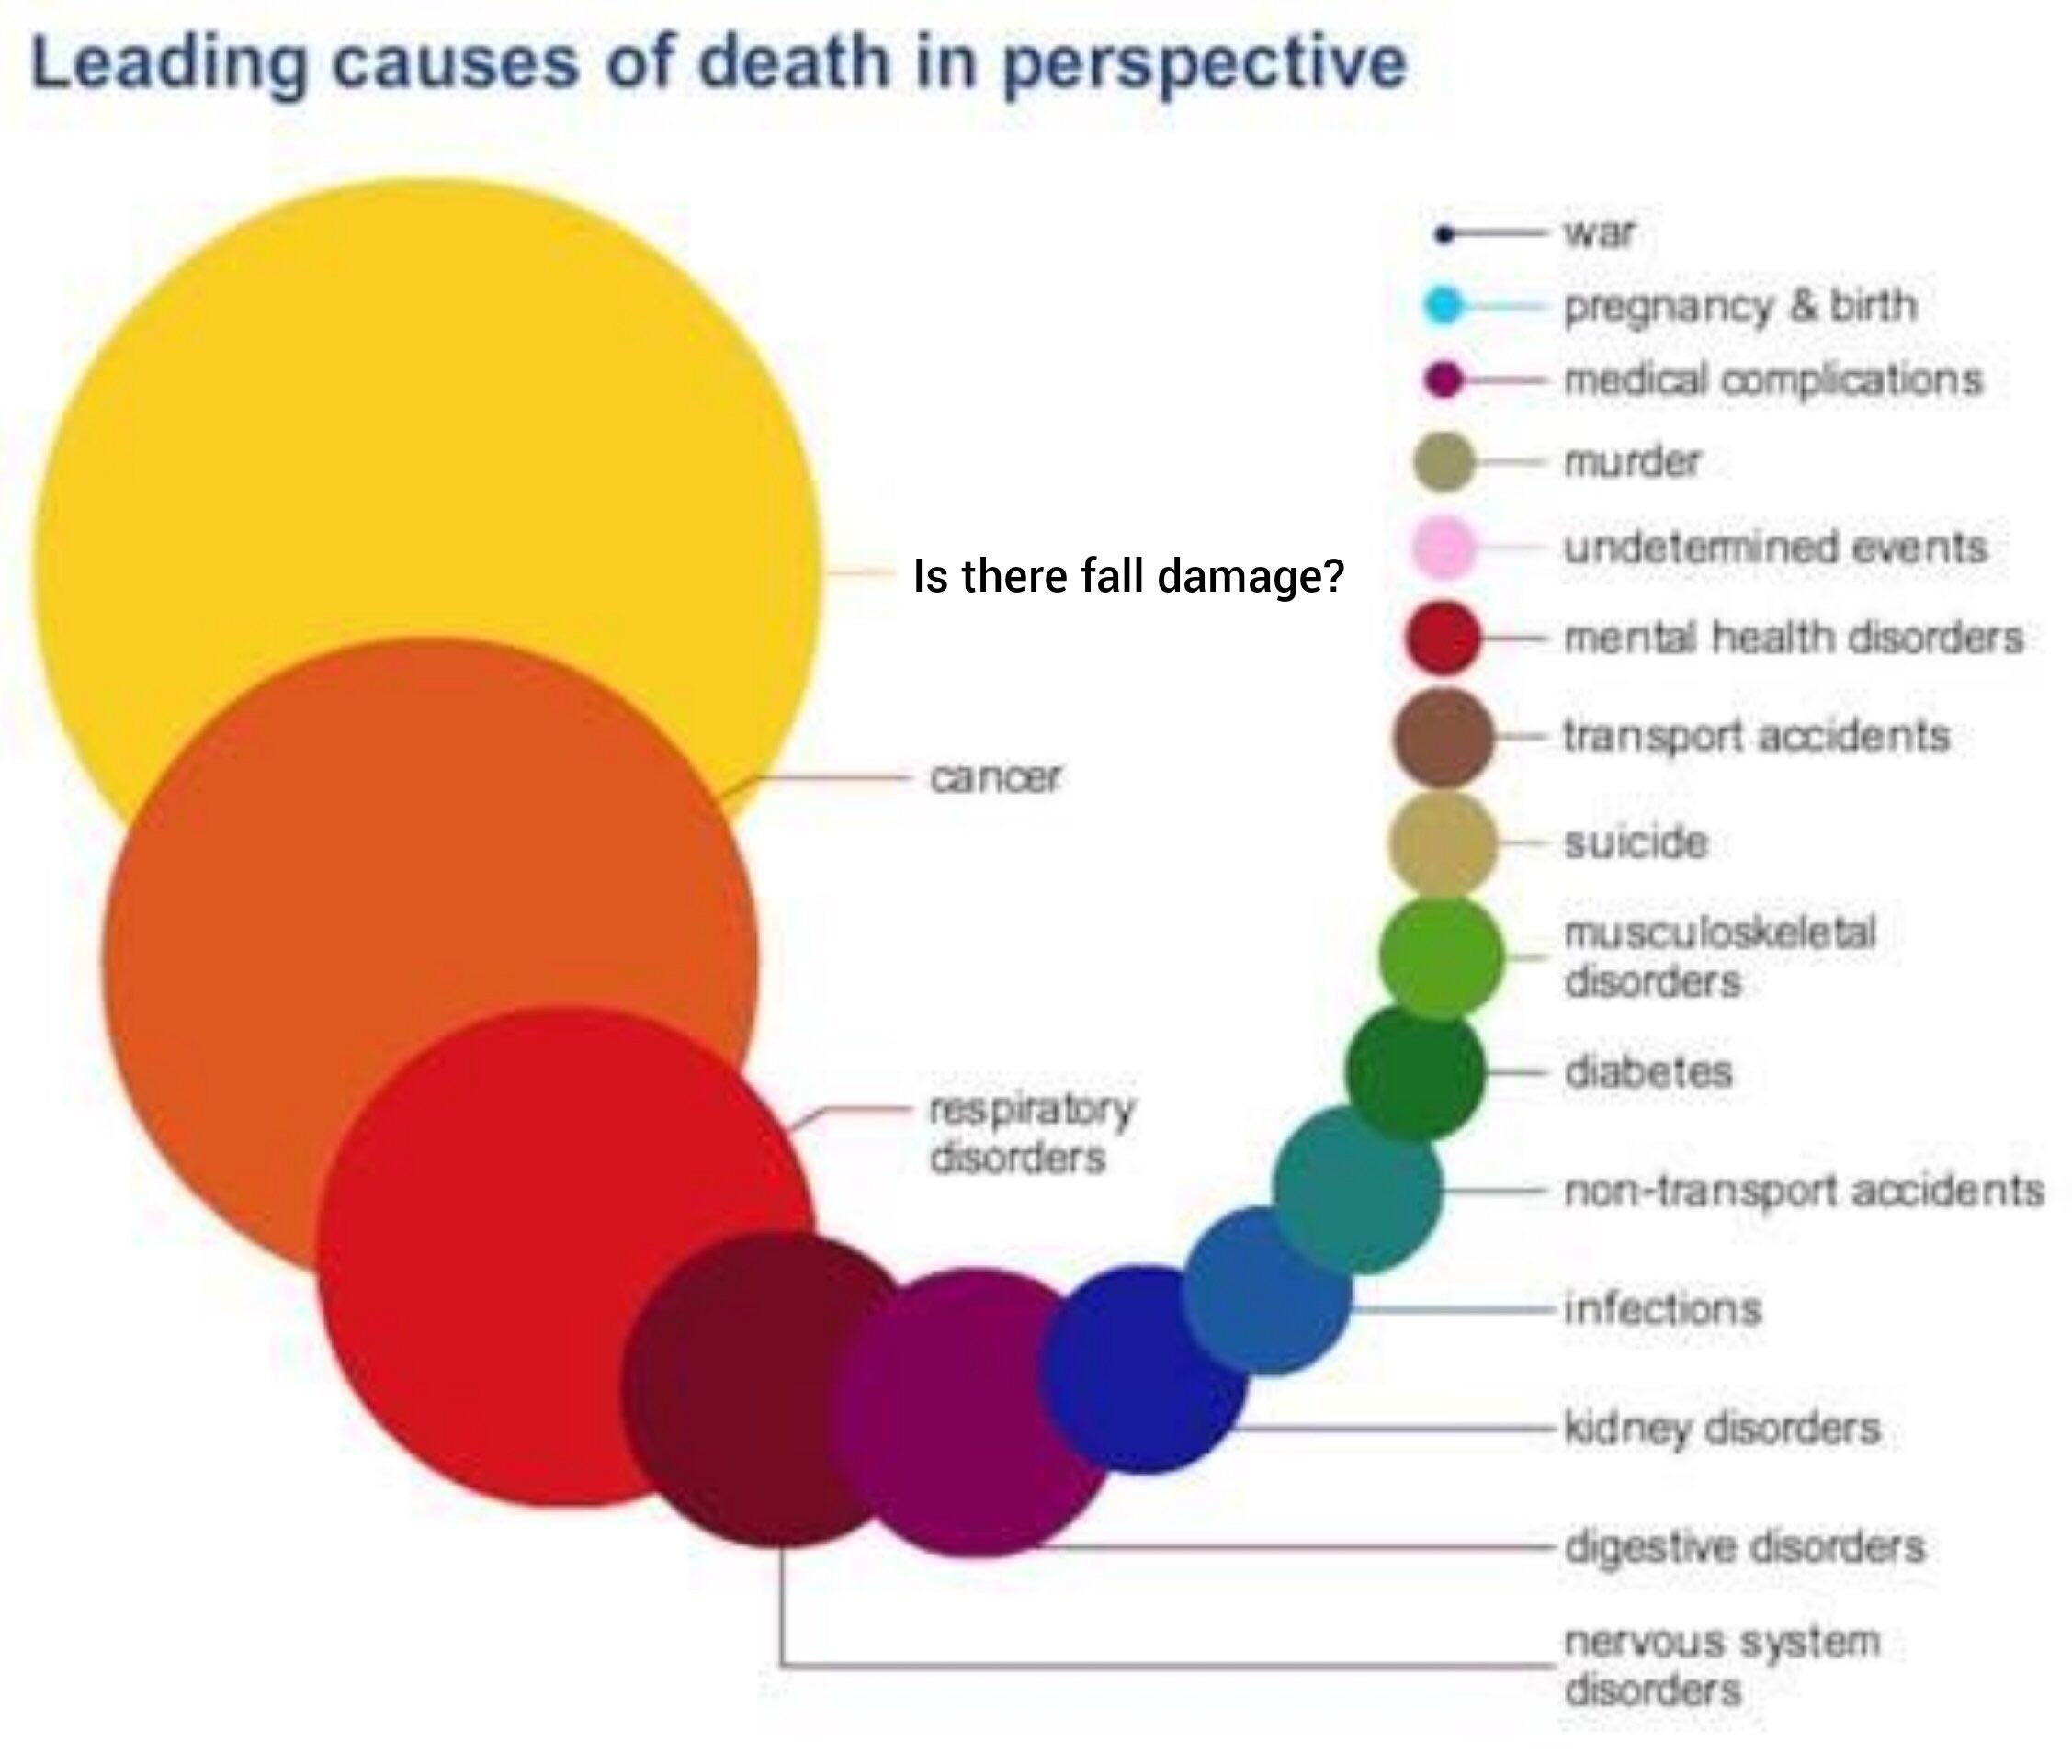 Leading causes of death in perspective
Is there fall damage?
cancer
respiratory
disorders
war
pregnancy & birth
medical complications
murder
undetermined events
mental health disorders
transport accidents
suicide
musculoskeletal
disorders
diabetes
non-transport accidents
infections
kidney disorders
digestive disorders
nervous system
disorders